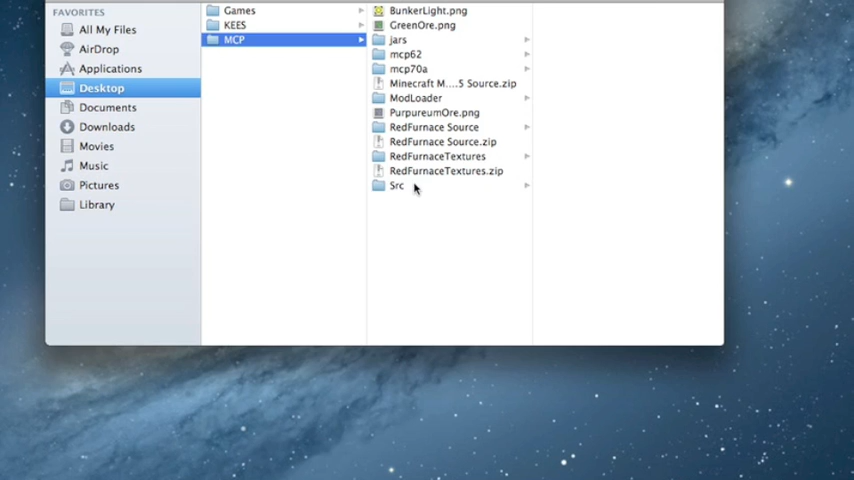 FAVORITES
All My Files
AirDrop
Applications
Desktop
Documents
Downloads
Movies
Music
Pictures
Library
Games
KEES
MCP
BunkerLight.png
GreenOre.png
jars
mcp62
mcp70a
Minecraft M....5 Source.zip
ModLoader
PurpureumOre.png
RedFurnace Source
RedFurnace Source.zip
RedFurnaceTextures
RedFurnaceTextures.zip
Src